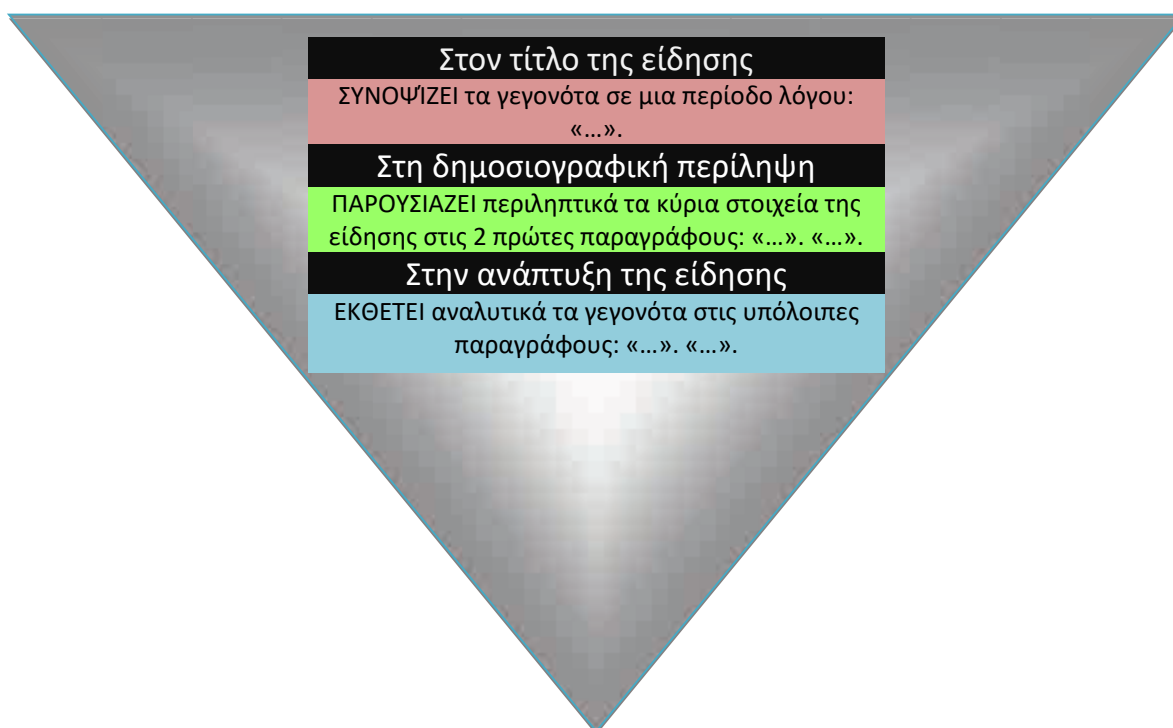 Στον τίτλο της είδησης
ΣΥΝΟΨΊΖΕΙ τα γεγονότα σε μια περίοδο λόγου:
«…».
Στη δημοσιογραφική περίληψη
ΠΑΡΟΥΣΙΑΖΕΙ περιληπτικά τα κύρια στοιχεία της
είδησης στις 2 πρώτες παραγράφους: «…». «…».
Στην ανάπτυξη της είδησης
ΕΚΘΕΤΕΙ αναλυτικά τα γεγονότα στις υπόλοιπες
παραγράφους: «…». «…».